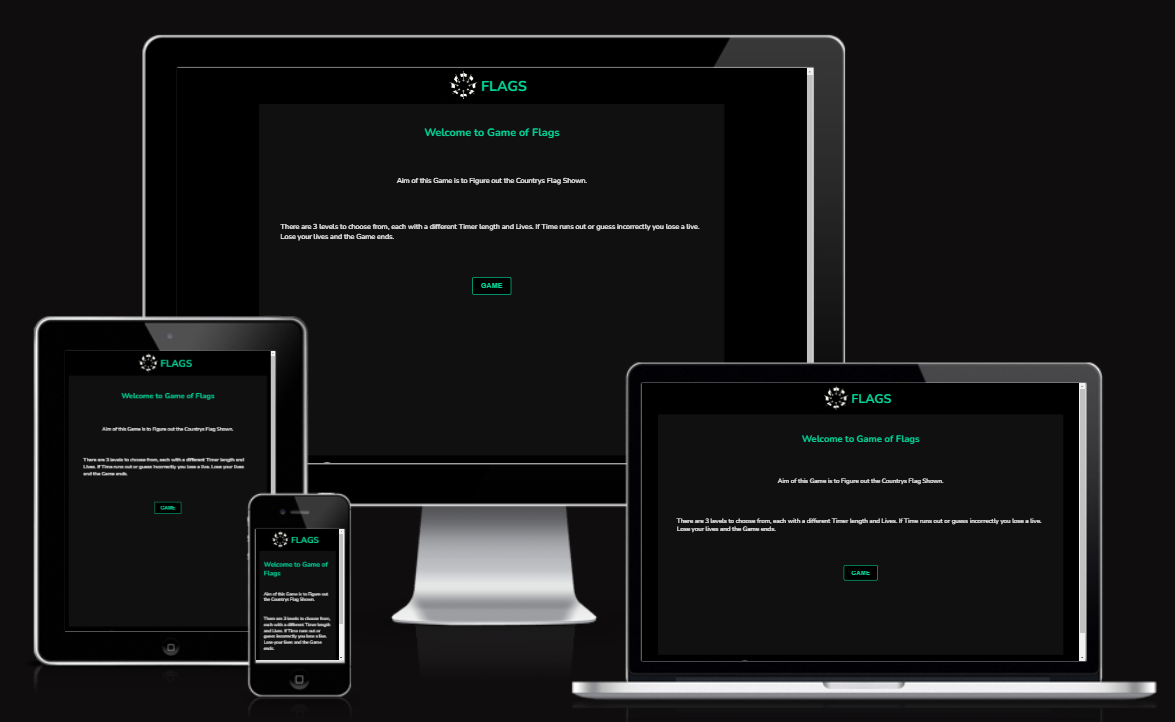 FLAGS
Welcome to Game of Flags
Aim of this Game is to Figure out the Countrys Flag Shown.
There are 3 levels to choose from, each with a different Timer length and Lives. If Time runs out or guess incorrectly you lose a live.
Lose your lives and the Game ends.
GAME
FLAGS
Welcome to Game of Flags
Aim of this Game is to Figure out the Countrys Flag Shown.
There are 3 levels to choose from, each with a different Timer length and
Lives. If Time runs out or guess incorrectly you lose a live. Lose your lives
and the Game ends.
GAME
FLAGS
Welcome to Game of
Flags
Aim of this Game is to Figure out
the Countrys Flag Shown.
There are 3 levels to choose from,
each with a different Timer length
and Lives. If Time runs out or
guess incorrectly you lose a live.
Lose your lives and the Game
ends.
FLAGS
Welcome to Game of Flags
Aim of this Game is to Figure out the Countrys Flag Shown.
There are 3 levels to choose from, each with a different Timer length and Lives. If Time runs out or guess incorrectly you lose a live.
Lose your lives and the Game ends.
GAME